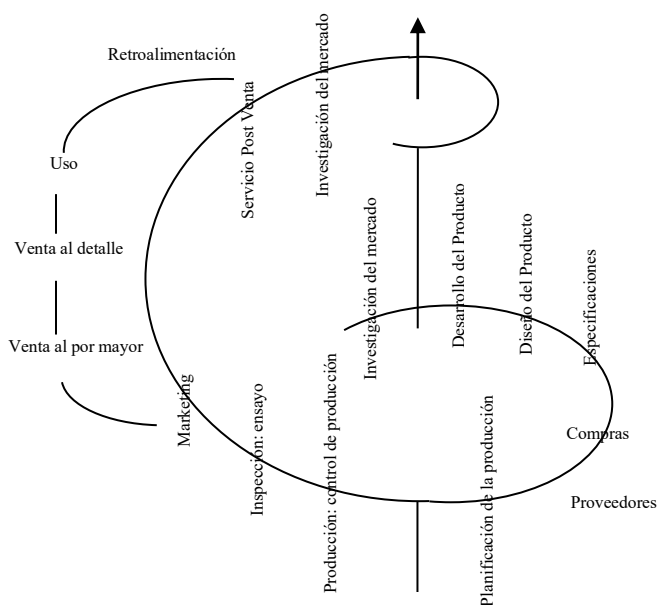 Retroalimentación
Servicio Post Venta
Investigación del mercado
Uso
Venta al detalle
Venta al por mayor
Investigación del mercado
Desarrollo del Producto
Diseño del Producto
Especificaciones
Marketing
Inspección: ensayo
Producción: control de producción
Planificación de la producción
Compras
Proveedores